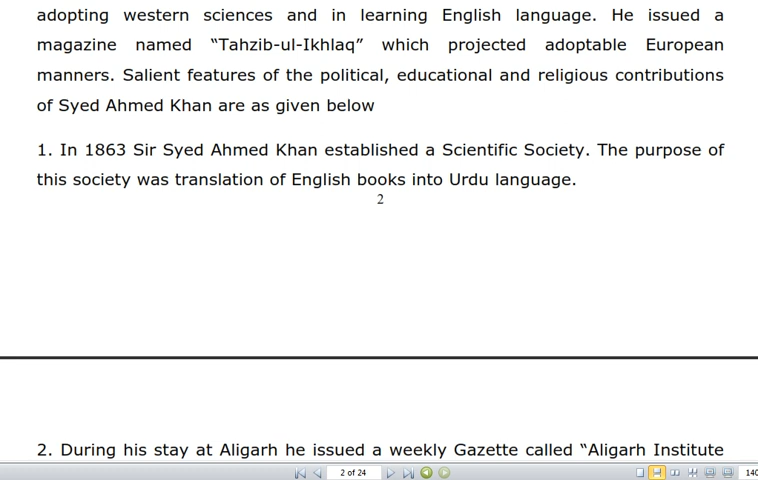 adopting western sciences and in learning English language. He issued a
magazine named “Tahzib-ul-Ikhlaq” which projected adoptable European
manners. Salient features of the political, educational and religious contributions
of Syed Ahmed Khan are as given below
1. In 1863 Sir Syed Ahmed Khan established a Scientific Society. The purpose of
this society was translation of English books into Urdu language.
2
2. During his stay at Aligarh he issued a weekly Gazette called “Aligarh Institute
2 of 24
140